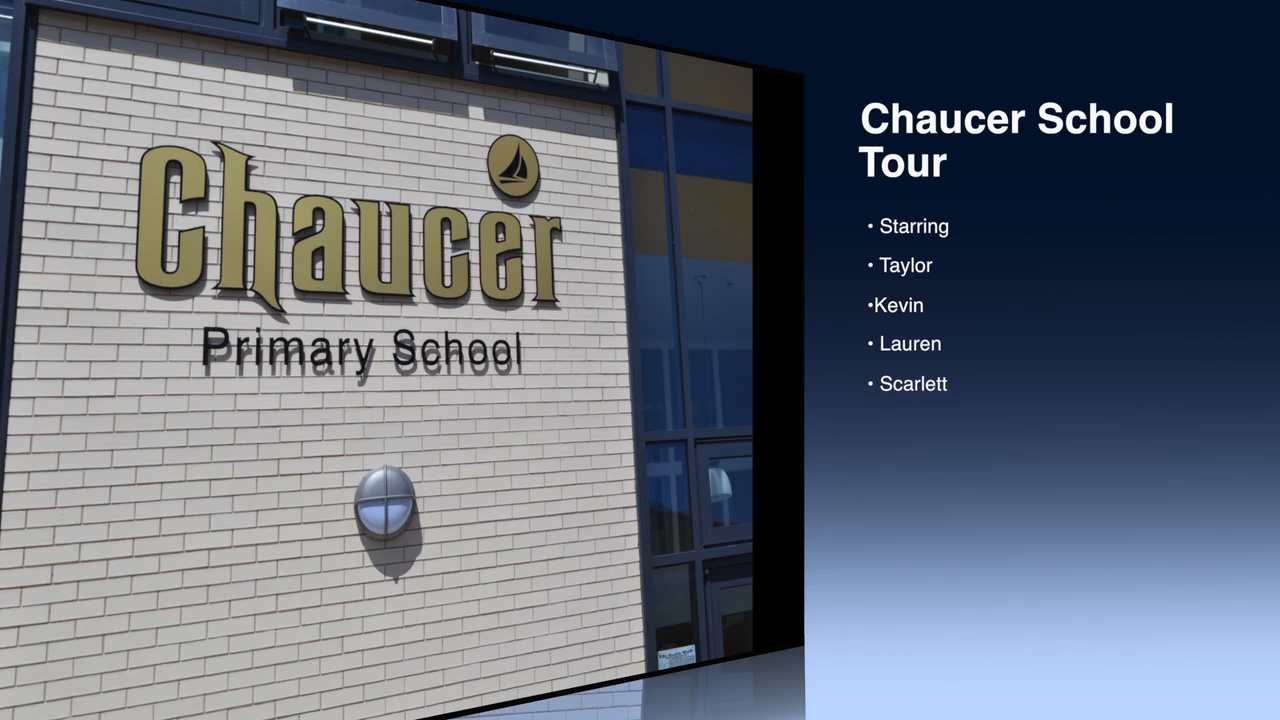 Chaucer
Primary School
Chaucer School
Tour
• Starring
• Taylor
•Kevin
• Lauren
• Scarlett